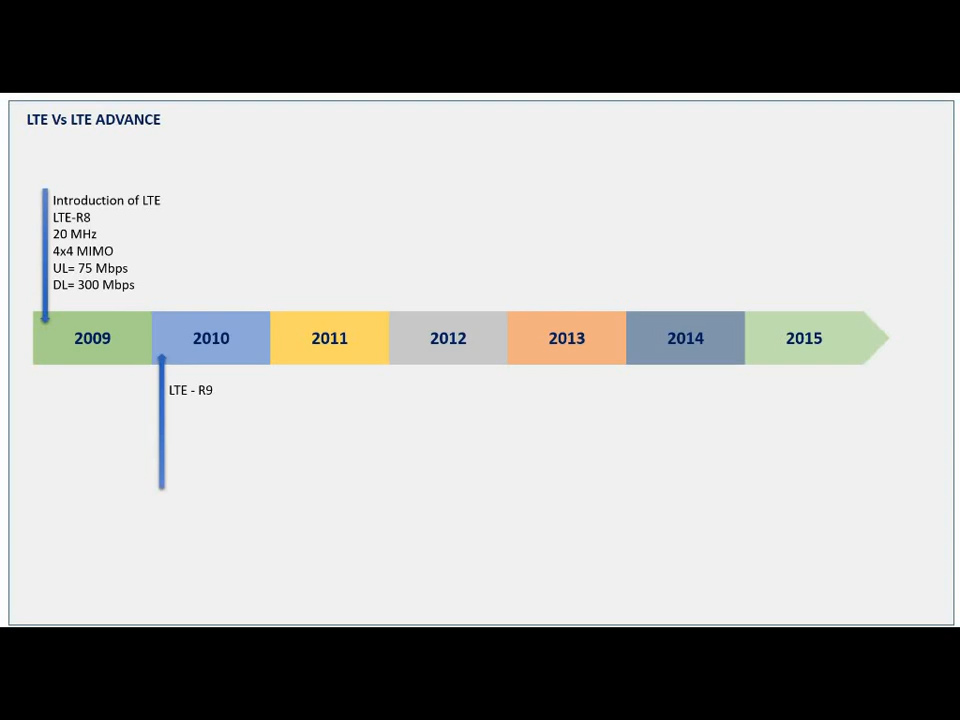 LTE Vs LTE ADVANCE
Introduction of LTE
LTE-R8
20 MHz
4x4 MIMO
UL= 75 Mbps
DL= 300 Mbps
2009 2010 2011 2012 2013 2014 2015
LTE - R9